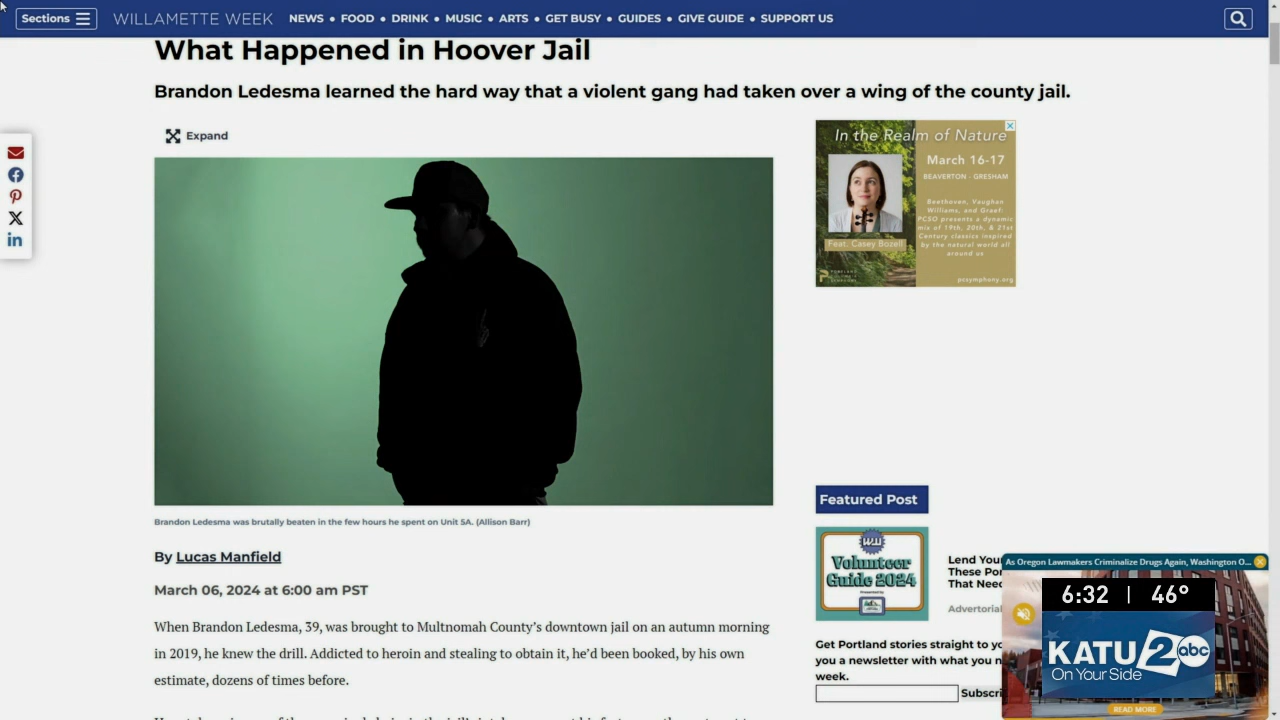 Sections
WILLAMETTE WEEK
NEWS • FOOD • DRINK • MUSIC • ARTS • GET BUSY • GUIDES • GIVE GUIDE • SUPPORT US
What Happened in Hoover Jail
Brandon Ledesma learned the hard way that a violent gang had taken over a wing of the county jail.
Expand
In the Realm of Nature
March 16-17
BEAVERTON - GRESHAM
Beethoven, Vaughan
Williams, and Graef:
PCSO presents a dynamic
mix of 19th, 20th, & 21st
Century classics inspired
by the natural world all
around us
Feat. Casey Bozell
posymphony.org
Brandon Ledesma was brutally beaten in the few hours he spent on Unit 5A. (Allison Barr)
By Lucas Manfield
March 06, 2024 at 6:00 am PST
When Brandon Ledesma, 39, was brought to Multnomah County's downtown jail on an autumn morning
in 2019, he knew the drill. Addicted to heroin and stealing to obtain it, he'd been booked, by his own
estimate, dozens of times before.
Featured Post
WW
Volunteer
Guide 2024
Presented by
Lend Your
These Por
That Need
Advertorial
Get Portland stories straight to yo
you a newsletter with what you n
week.
Subscri
As Oregon Lawmakers Criminalize Drugs Again, Washington O...
6:32 | 46°
KATU 2 abc
On Your Side
READ MORE